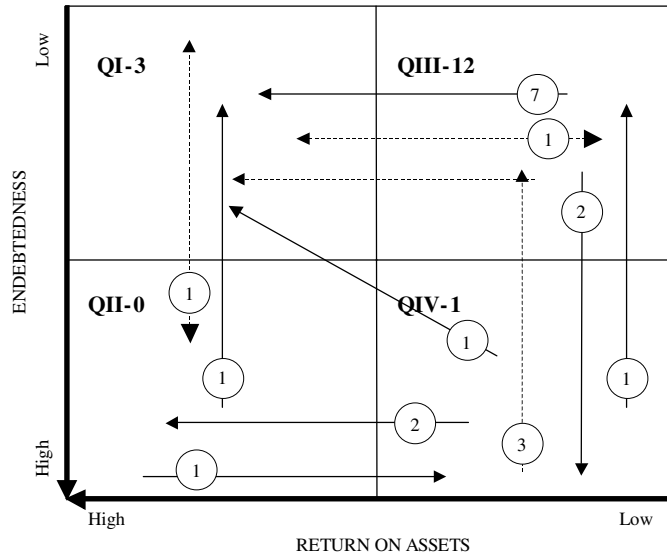 Low
QI-3
QIII-12
7
1
2
ENDEBTEDNESS
1
QII-0
QIV-1
1
1
1
2
3
1
High
High
Low
RETURN ON ASSETS